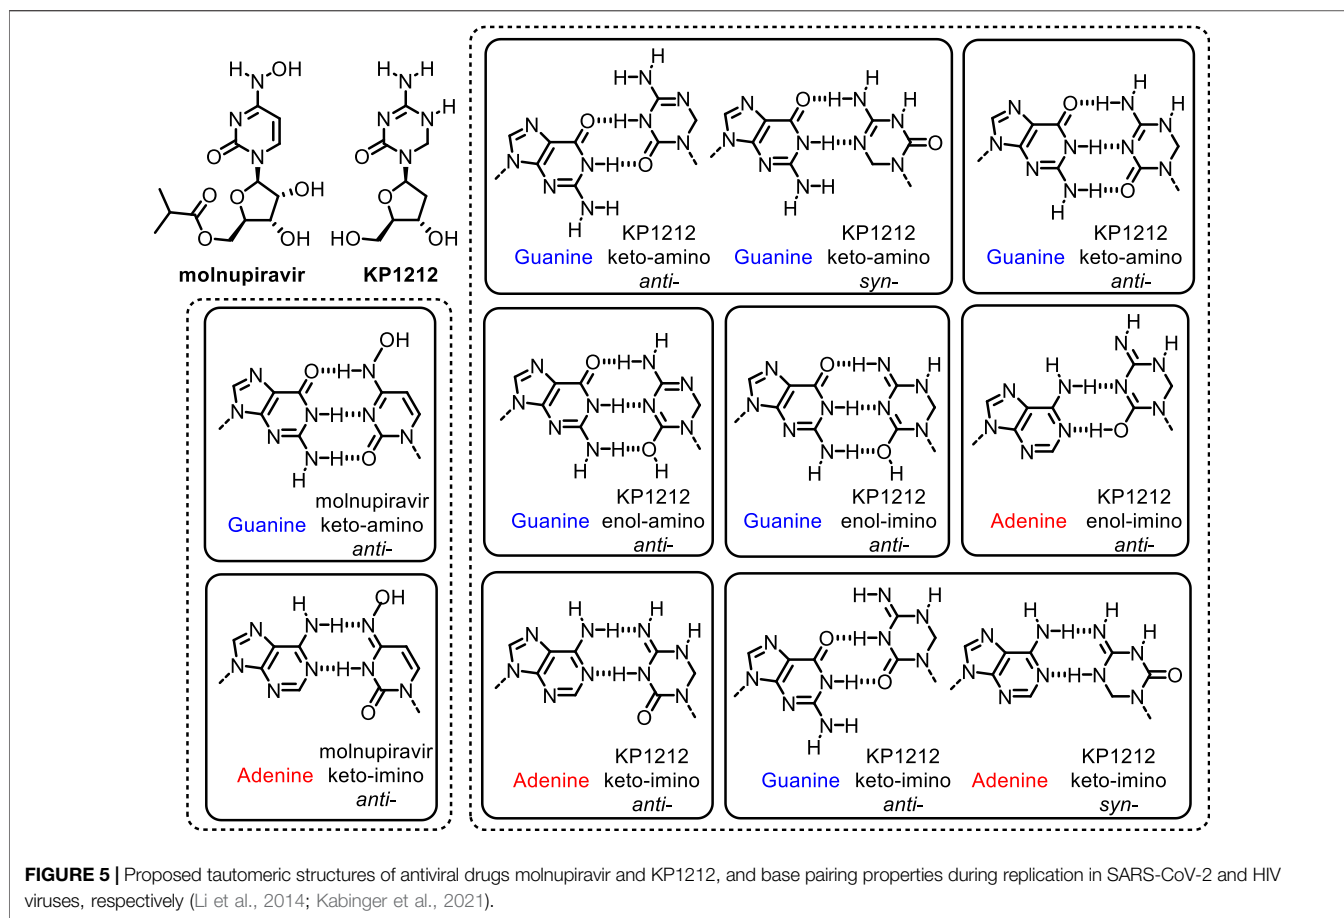 molnupiravir
KP1212
Guanine
KP1212
keto-amino
anti-
Guanine
KP1212
keto-amino
syn-
Guanine
KP1212
keto-amino
anti-
Guanine
molnupiravir
keto-amino
anti-
Guanine
KP1212
enol-amino
anti-
Guanine
KP1212
enol-imino
anti-
Adenine
KP1212
enol-imino
anti-
Adenine
molnupiravir
keto-imino
anti-
Adenine
KP1212
keto-imino
anti-
Guanine
KP1212
keto-imino
anti-
Adenine
KP1212
keto-imino
syn-
FIGURE 5 | Proposed tautomeric structures of antiviral drugs molnupiravir and KP1212, and base pairing properties during replication in SARS-CoV-2 and HIV
viruses, respectively (Li et al., 2014; Kabinger et al., 2021).